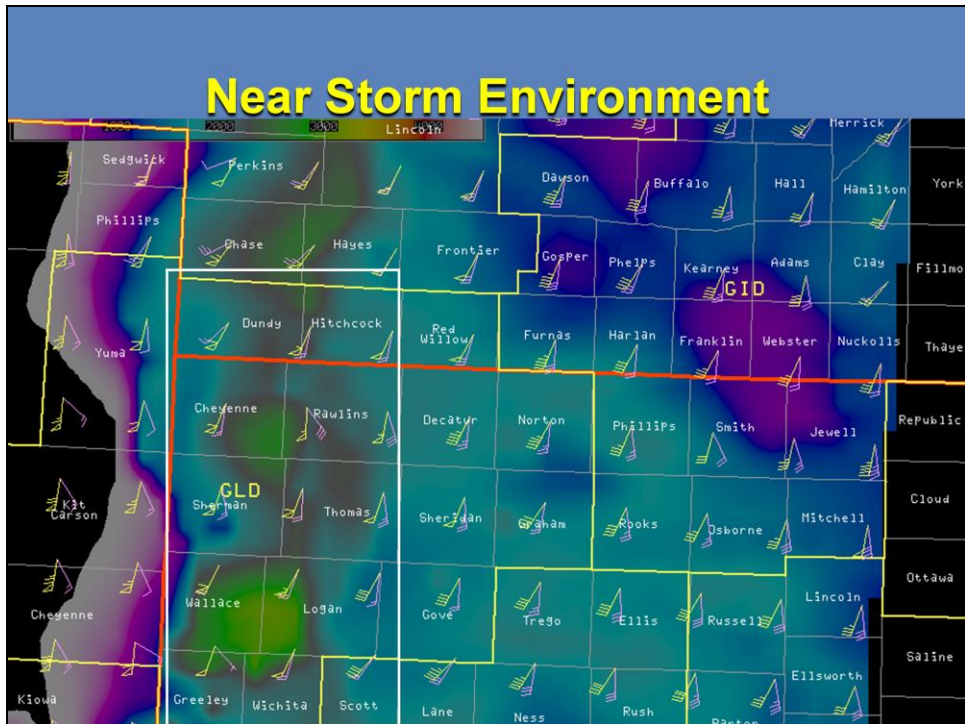 Near Storm Environment
1000 2000 3000 4000
Lincoln
Merrick
Sedgwick
Perkins
Dawson
Buffalo
Hall
Hamilton
York
Phillips
Chase
Hayes
Frontier
Gosper
Phelps
Kearney
Adams
Clay
Fillmo
GID
Yuma
Dundy
Hitchcock
Red
Willow
Furnas
Harlan
Franklin
Webster
Nuckolls
Thaye
Cheyenne
Rawlins
Decatur
Norton
Phillips
Smith
Jewell
Republic
GLD
Kit
Carson
Sherman
Thomas
Sheridan
Graham
Rooks
Osborne
Mitchell
Cloud
Cheyenne
Wallace
Logan
Gove
Trego
Ellis
Russell
Lincoln
Ottawa
Saline
Kiowa
Greeley
Wichita
Scott
Lane
Ness
Rush
Barton
Ellsworth